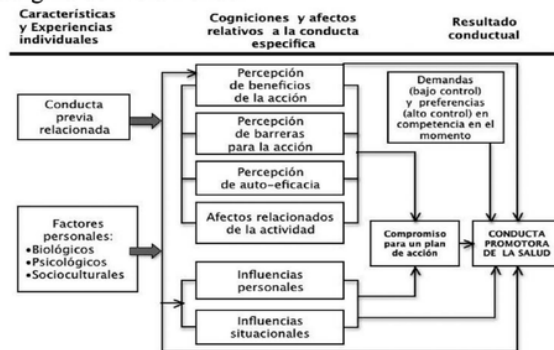 Características
y Experiencias
individuales
Cogniciones y afectos
relativos a la conducta
especifica
Resultado
conductual
Conducta
previa
relacionada
Factores
personales:
•Biológicos
•Psicológicos
•Socioculturales
Percepción
de beneficios
de la acción
Percepción
de barreras
para la acción
Percepción
de auto-eficacia
Afectos relacionados
de la actividad
Influencias
personales
Influencias
situacionales
Demandas
(bajo control)
y preferencias
(alto control) en
competencia en el
momento
Compromiso
para un plan
de acción
CONDUCTA
PROMOTORA
DE LA SALUD